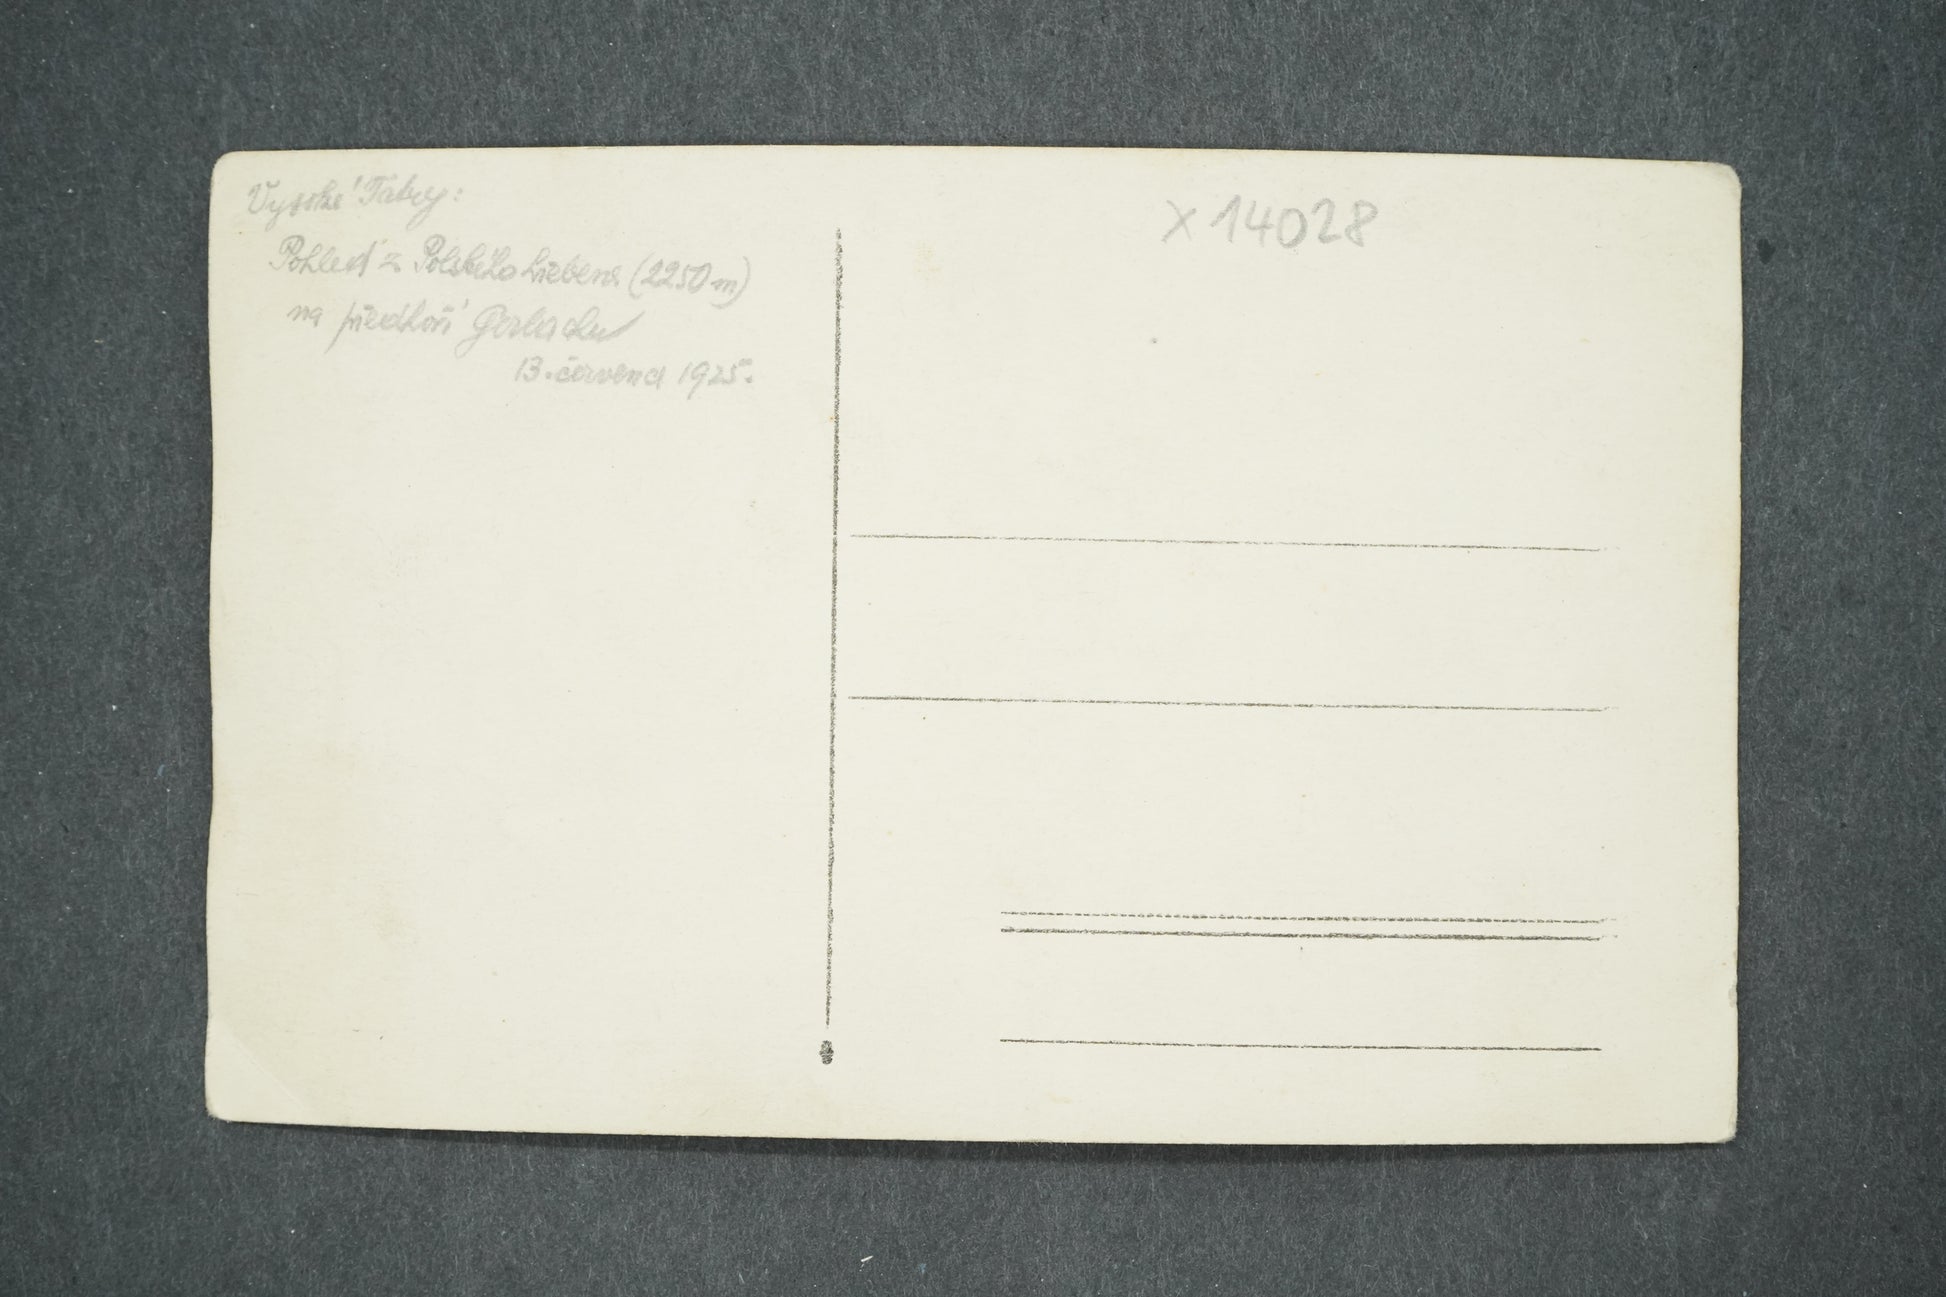 Vysoké Tatry:
Pohled z Polského hřebene (2250 m)
na předhoří Gerlachu
13. července 1925.
x 14028